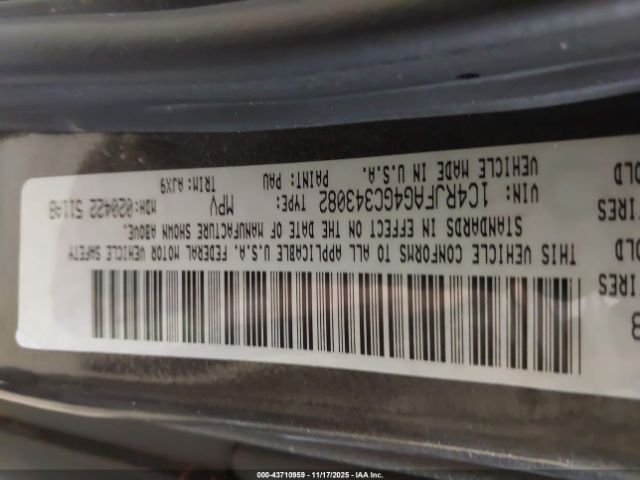 THIS VEHICLE CONFORMS TO ALL APPLICABLE U.S.A. FEDERAL MOTOR VEHICLE SAFETY
STANDARDS IN EFFECT ON THE DATE OF MANUFACTURE SHOWN ABOVE.
VIN: 1C4RJFAG4GC343082 TYPE: MPV MDH:020422 511AB
VEHICLE MADE IN U.S.A. PAINT: PAU TRIM:AJX9
000-43710959 --- 11/17/2025 --- IAA Inc.